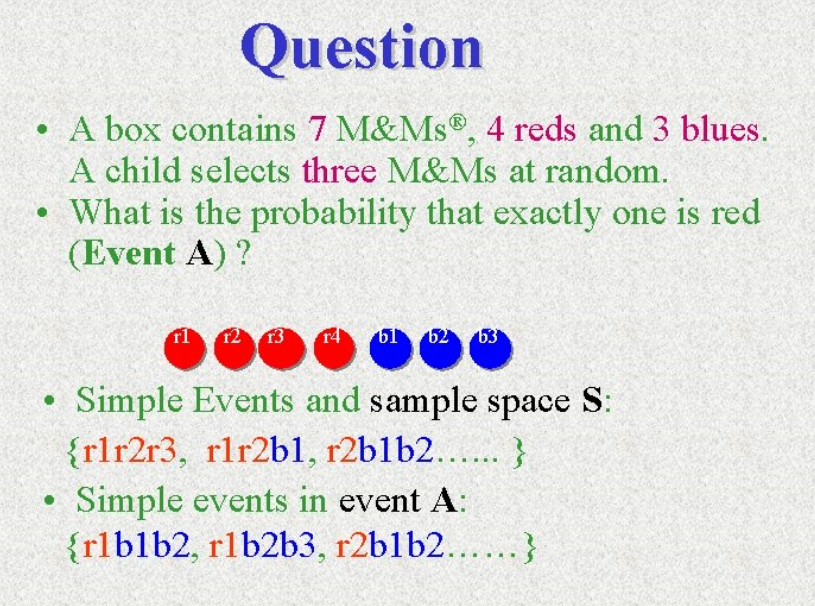 Question
• A box contains 7 M&Ms®, 4 reds and 3 blues.
A child selects three M&Ms at random.
• What is the probability that exactly one is red
(Event A) ?
r1 r2 r3 r4 b1 b2 b3
• Simple Events and sample space S:
{r1r2r3, r1r2b1, r2b1b2…... }
• Simple events in event A:
{r1b1b2, r1b2b3, r2b1b2……}